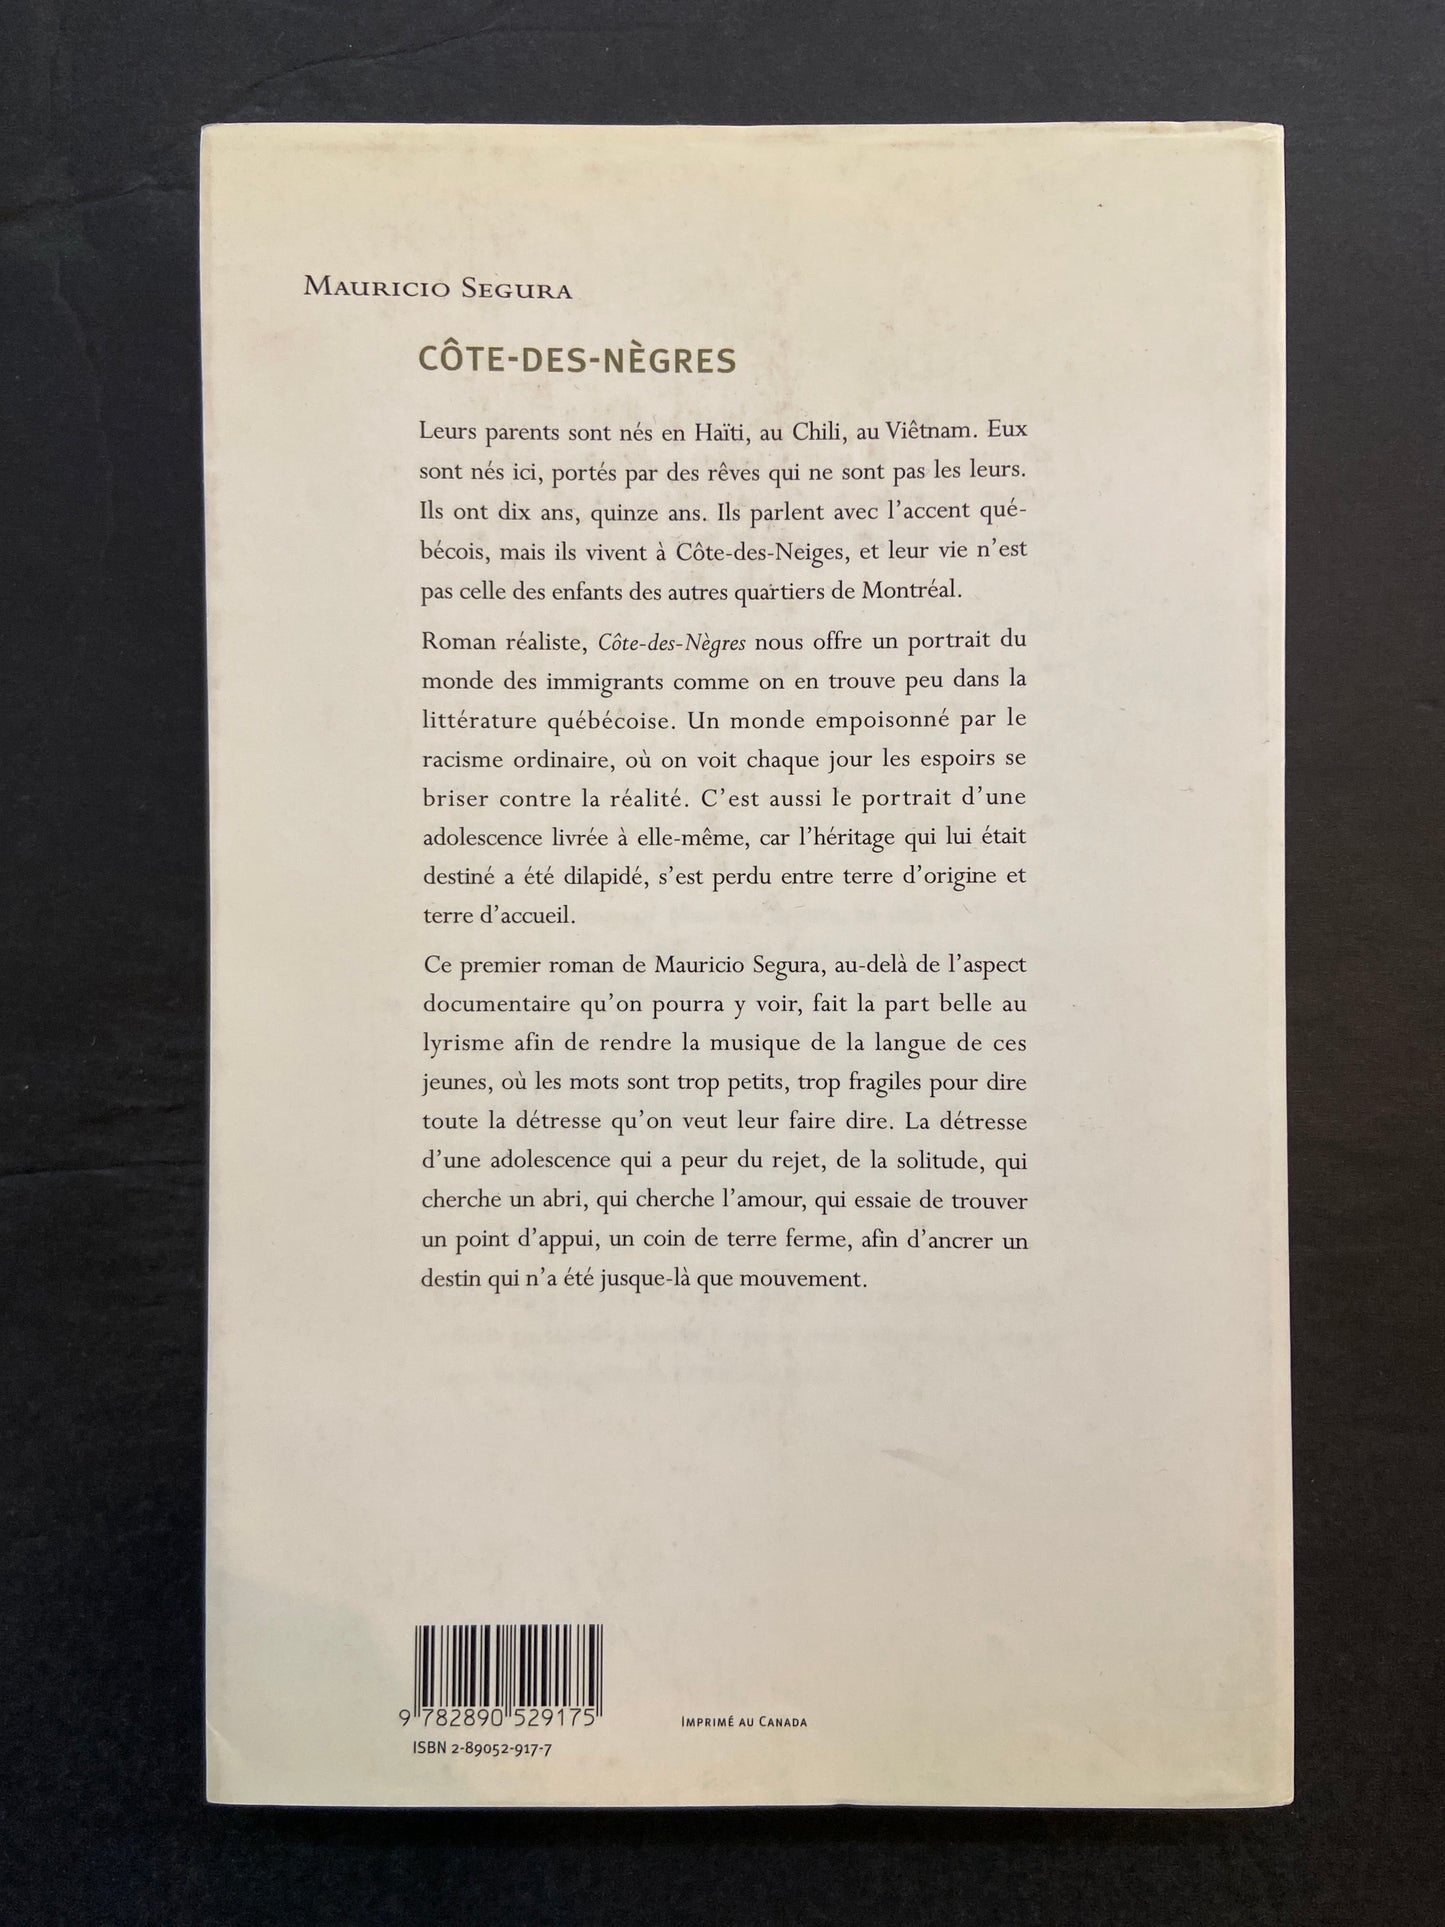 Mauricio Segura
CÔTE-DES-NÈGRES
Leurs parents sont nés en Haïti, au Chili, au Viêtnam. Eux
sont nés ici, portés par des rêves qui ne sont pas les leurs.
Ils ont dix ans, quinze ans. Ils parlent avec l'accent qué-
bécois, mais ils vivent à Côte-des-Neiges, et leur vie n'est
pas celle des enfants des autres quartiers de Montréal.
Roman réaliste, Côte-des-Nègres nous offre un portrait du
monde des immigrants comme on en trouve peu dans la
littérature québécoise. Un monde empoisonné par le
racisme ordinaire, où on voit chaque jour les espoirs se
briser contre la réalité. C'est aussi le portrait d'une
adolescence livrée à elle-même, car l'héritage qui lui était
destiné a été dilapidé, s'est perdu entre terre d'origine et
terre d'accueil.
Ce premier roman de Mauricio Segura, au-delà de l'aspect
documentaire qu'on pourra y voir, fait la part belle au
lyrisme afin de rendre la musique de la langue de ces
jeunes, où les mots sont trop petits, trop fragiles pour dire
toute la détresse qu'on veut leur faire dire. La détresse
d'une adolescence qui a peur du rejet, de la solitude, qui
cherche un abri, qui cherche l'amour, qui essaie de trouver
un point d'appui, un coin de terre ferme, afin d'ancrer un
destin qui n'a été jusque-là que mouvement.
9 782890 529175
Imprimé au Canada
ISBN 2-89052-917-7